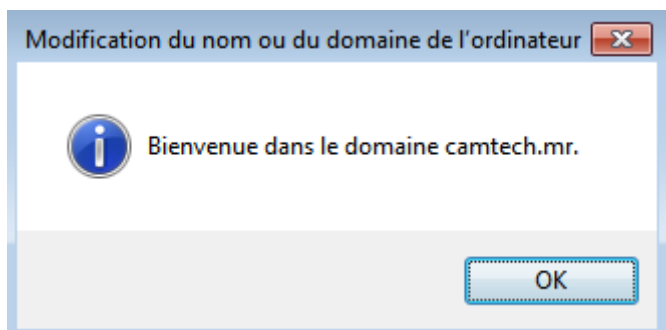 Modification du nom ou du domaine de l'ordinateur
Bienvenue dans le domaine camtech.mr.
OK